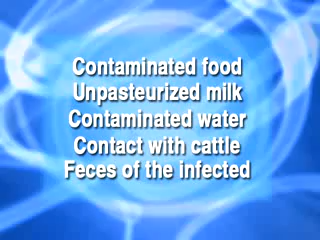 Contaminated food
Unpasteurized milk
Contaminated water
Contact with cattle
Feces of the infected